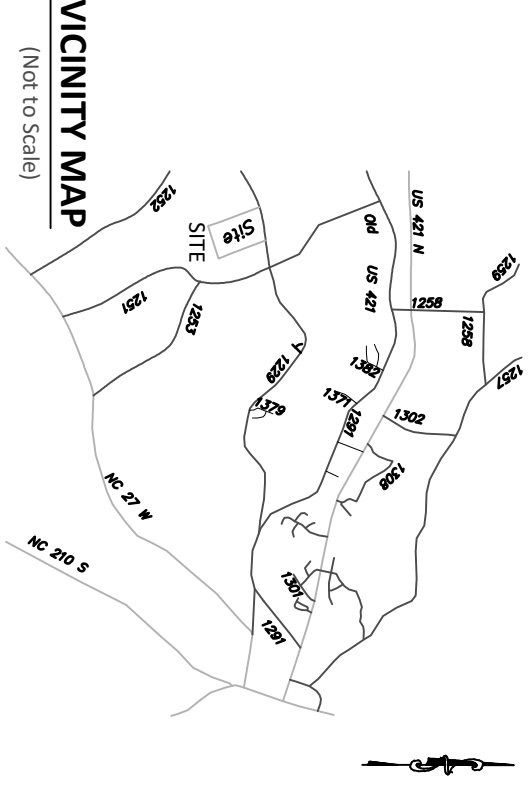 VICINITY MAP
(Not to Scale)
1252
Site
SITE
1251
1253
US 421 N
Old US 421
1258
1258
1259
1257
1382
1371
1291
1302
1229
1379
1308
NC 27 W
NC 210 S
1301
1291